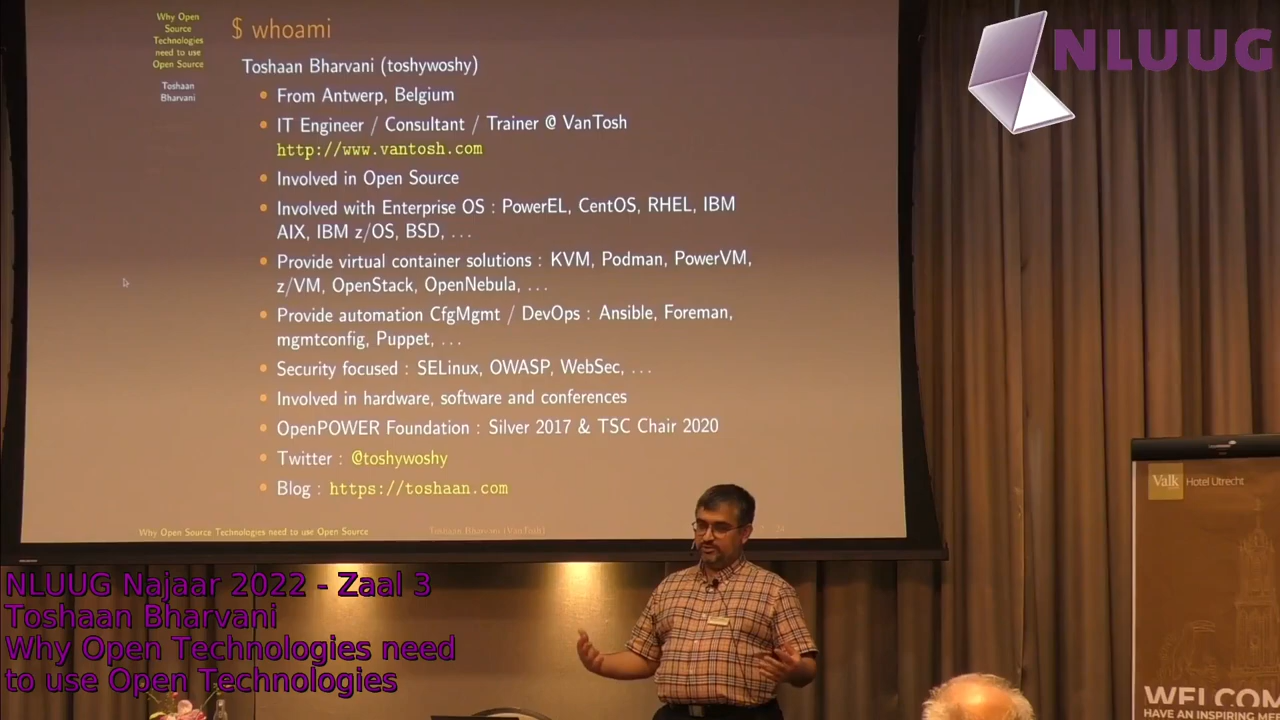 Why Open
Source
Technologies
need to use
Open Source
Toshaan
Bharvani
$ whoami
Toshaan Bharvani (toshywoshy)
• From Antwerp, Belgium
• IT Engineer / Consultant / Trainer @ VanTosh
http://www.vantosh.com
• Involved in Open Source
• Involved with Enterprise OS : PowerEL, CentOS, RHEL, IBM
AIX, IBM z/OS, BSD, ...
• Provide virtual container solutions : KVM, Podman, PowerVM,
z/VM, OpenStack, OpenNebula, ...
• Provide automation CfgMgmt / DevOps : Ansible, Foreman,
mgmtconfig, Puppet, ...
• Security focused : SELinux, OWASP, WebSec, ...
• Involved in hardware, software and conferences
• OpenPOWER Foundation : Silver 2017 & TSC Chair 2020
• Twitter : @toshywoshy
• Blog : https://toshaan.com
Why Open Source Technologies need to use Open Source
Toshaan Bharvani (VanTosh)
NLUUG
Valk
Hotel Utrecht
WELCOM
HAVE AN INSPIRING MEE
NLUUG Najaar 2022 - Zaal 3
Toshaan Bharvani
Why Open Technologies need
to use Open Technologies